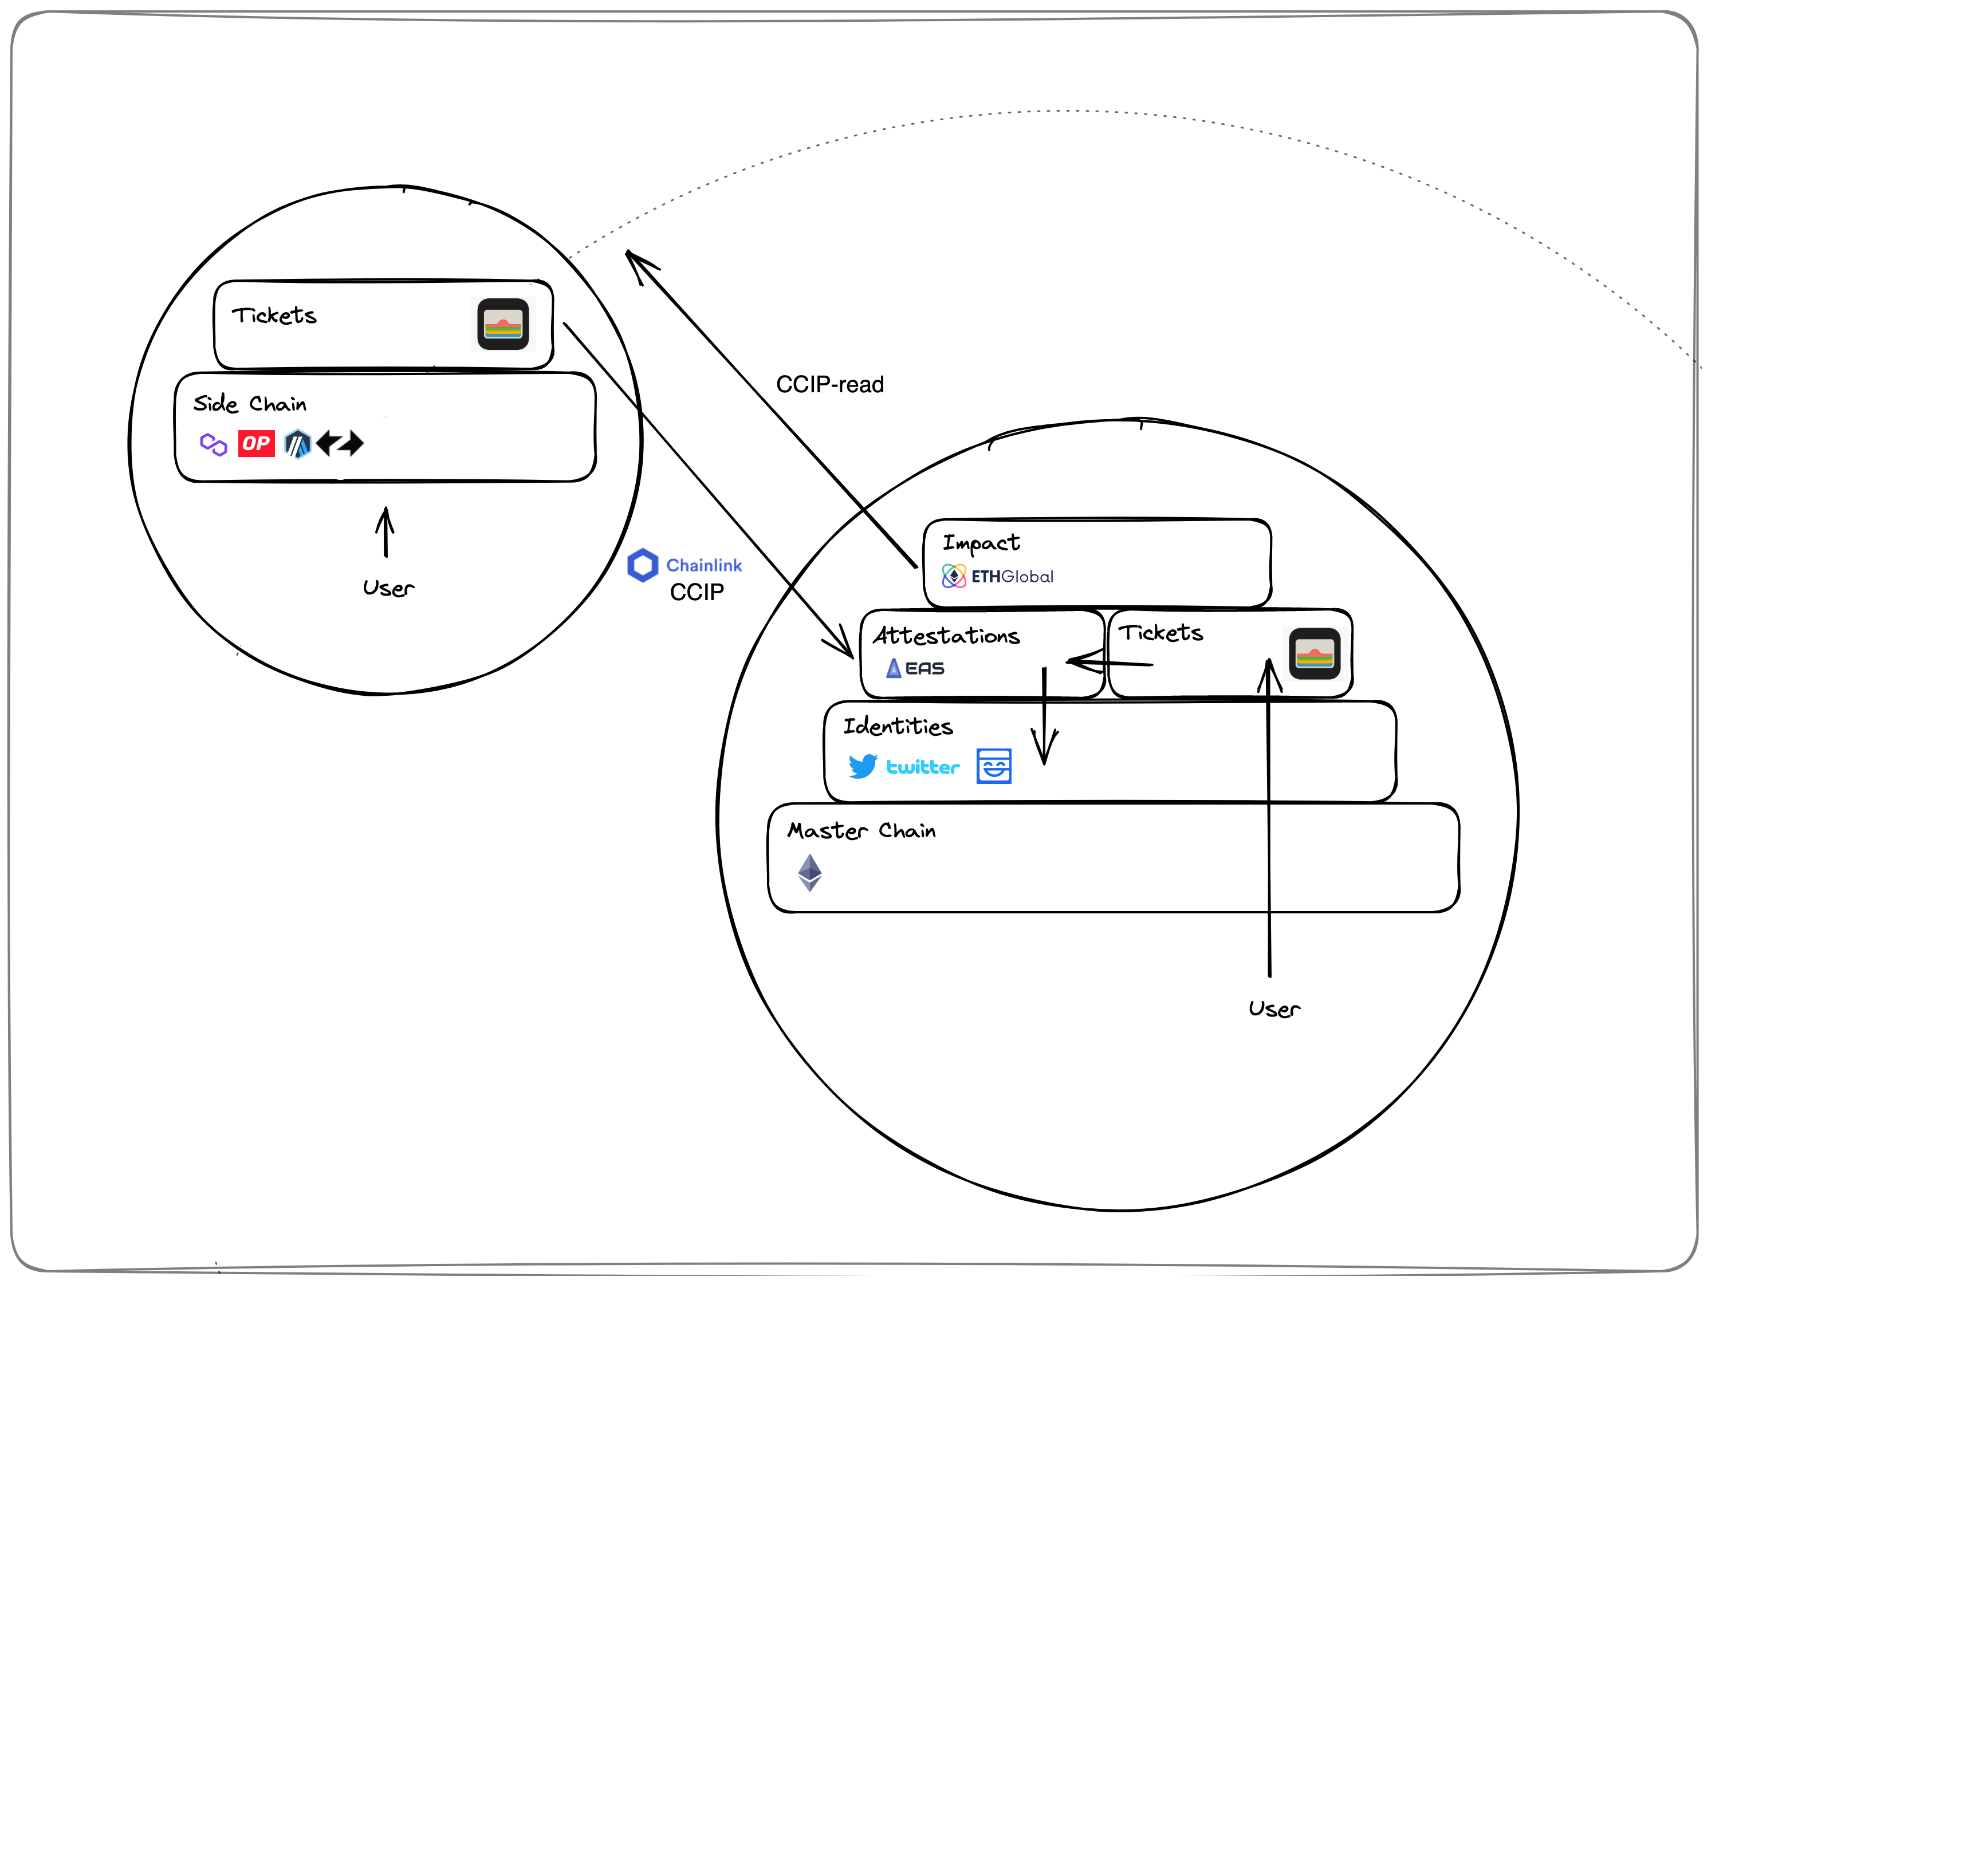 Tickets
Side Chain
OP
User
CCIP-read
Chainlink
CCIP
Impact
ETHGlobal
Attestations
EAS
Tickets
Identities
twitter
Master Chain
User